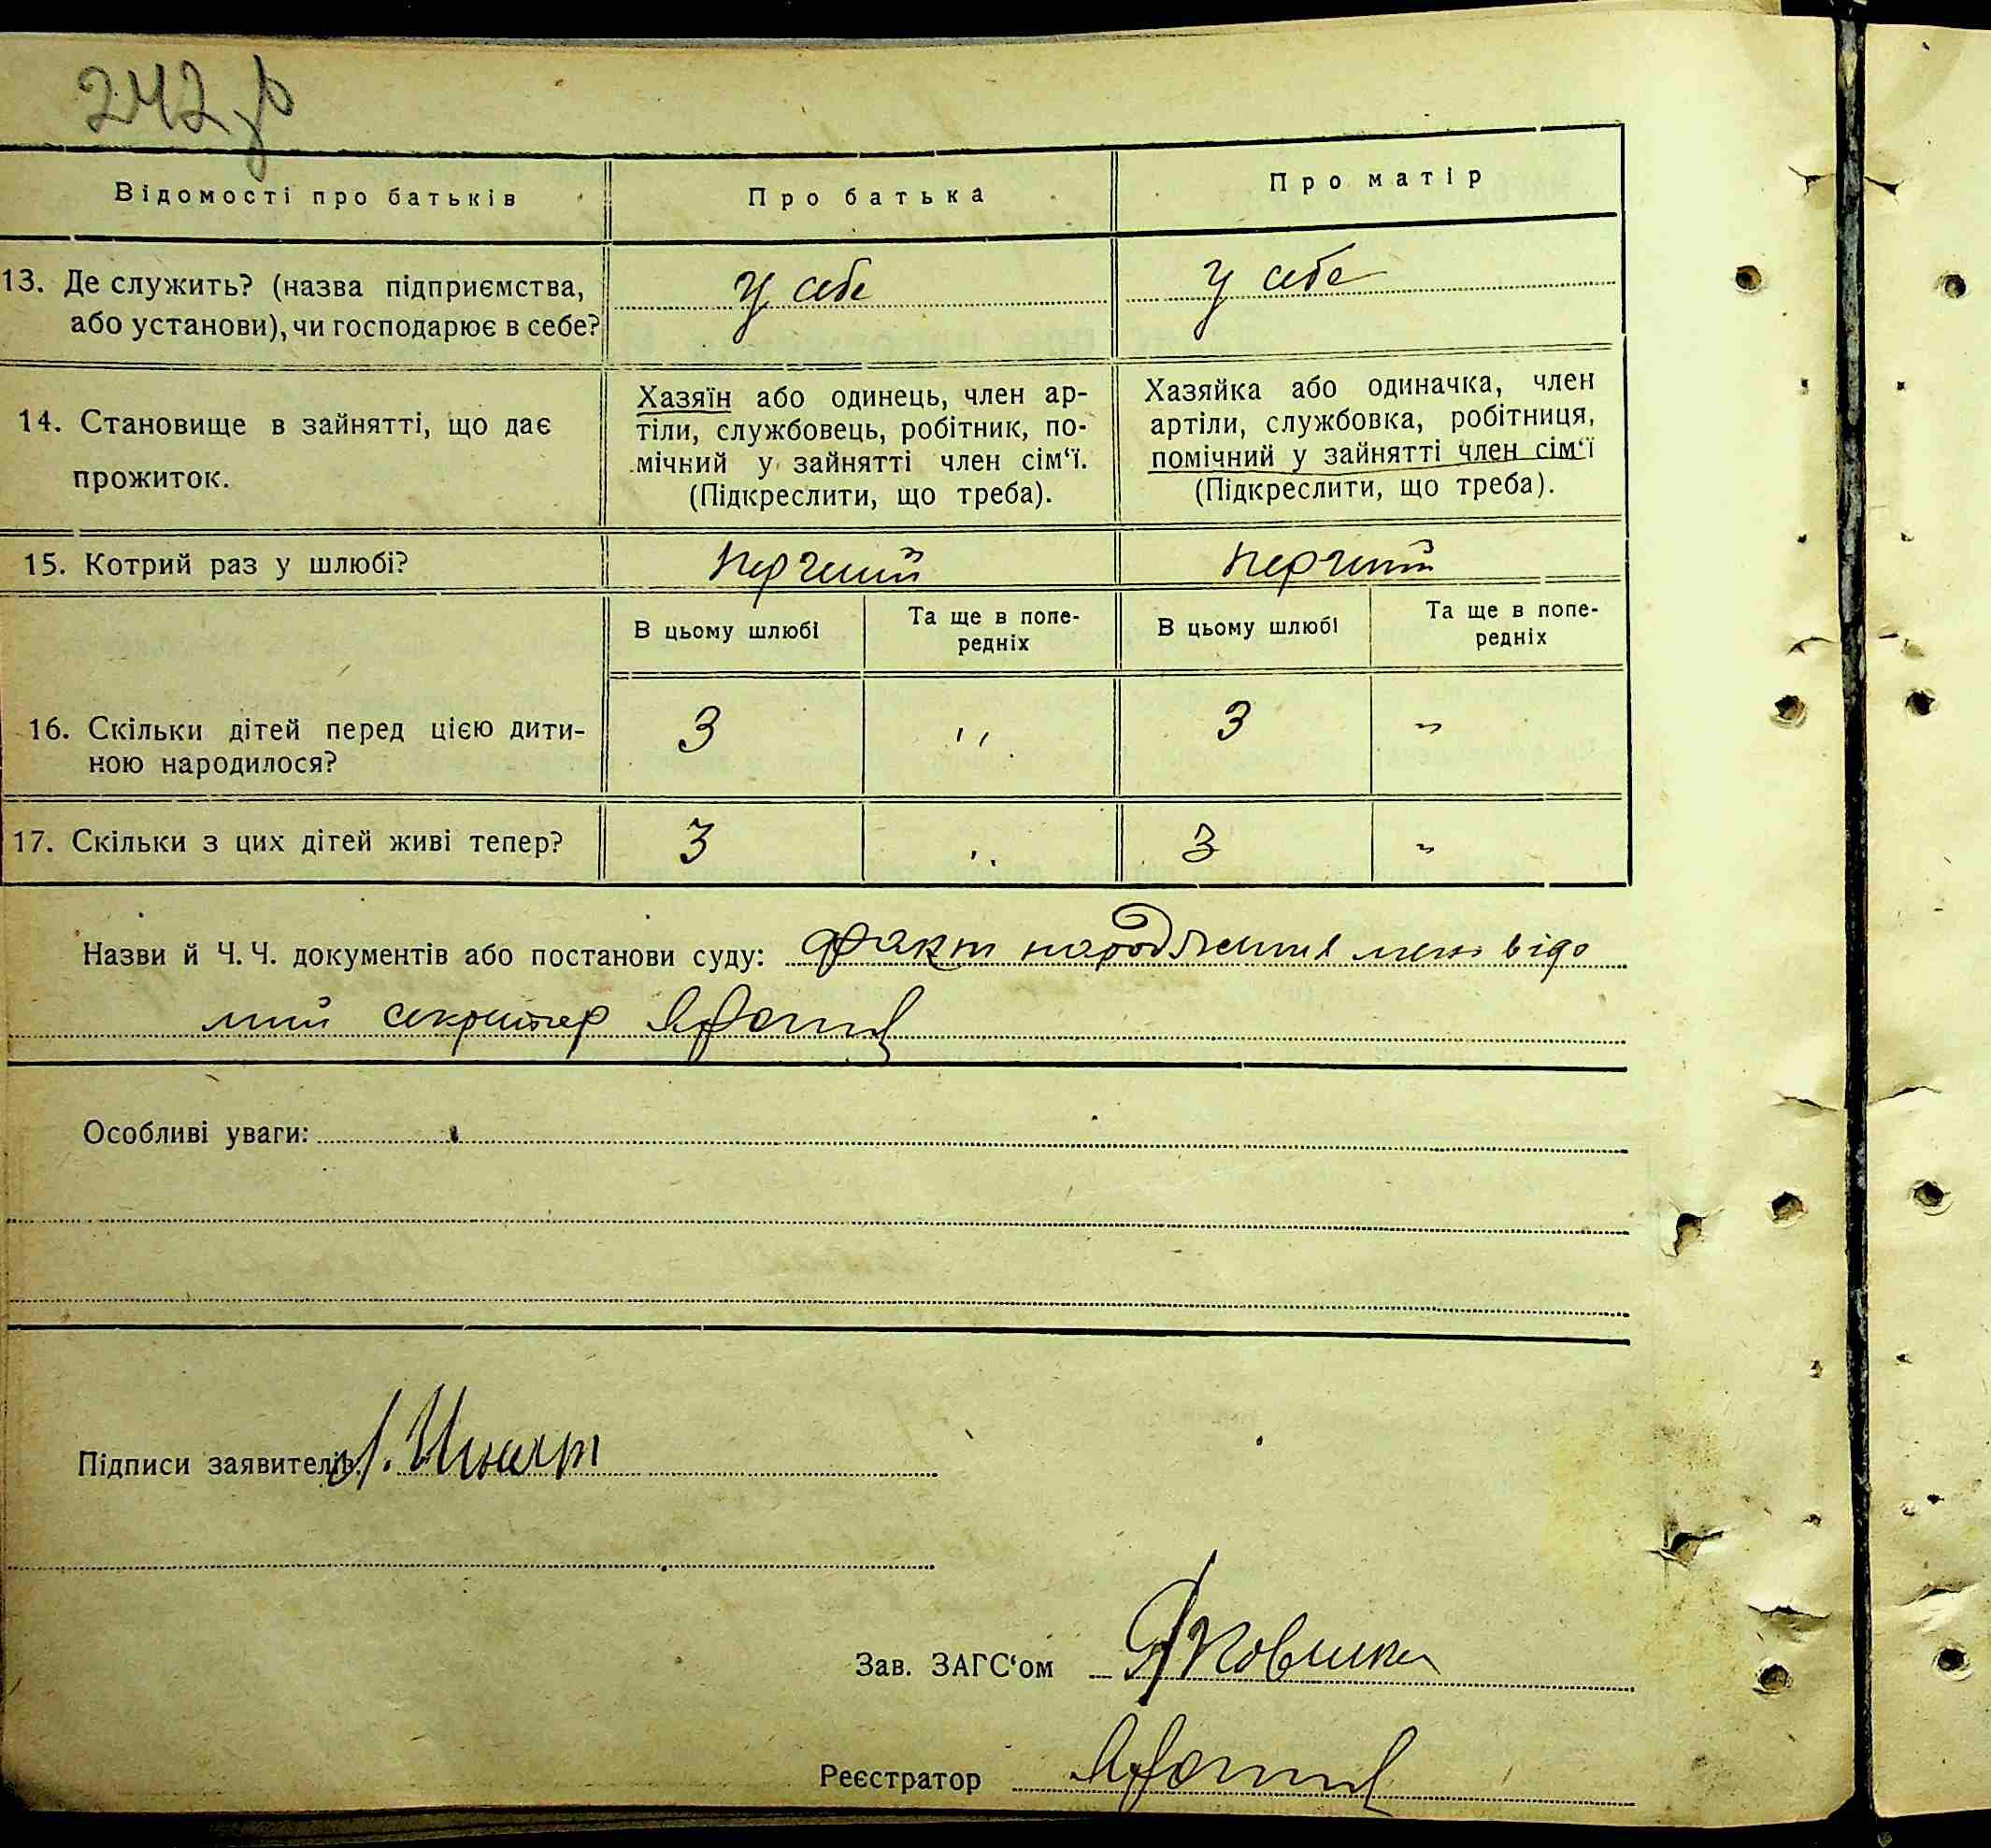 242
Відомості про батьків
Про батька
Про матір
13. Де служить? (назва підприємства,
або установи), чи господарює в себе?
У себе
У себе
14. Становище в зайнятті, що дає
прожиток.
Хазяїн або одинець, член ар-
тіли, службовець, робітник, по-
мічний у зайнятті член сім‘ї.
(Підкреслити, що треба).
Хазяйка або одиначка, член
артіли, службовка, робітниця,
помічний у зайнятті член сім‘ї
(Підкреслити, що треба).
15. Котрий раз у шлюбі?
перший
перший
В цьому шлюбі
Та ще в попе-
редніх
В цьому шлюбі
Та ще в попе-
редніх
16. Скільки дітей перед цією дити-
ною народилося?
3
"
3
"
17. Скільки з цих дітей живі тепер?
3
"
3
"
Назви й Ч. Ч. документів або постанови суду: факт народження мені відо
мий секретар
Особливі уваги:
Підписи заявителів.
Зав. ЗАГС‘ом
Реєстратор